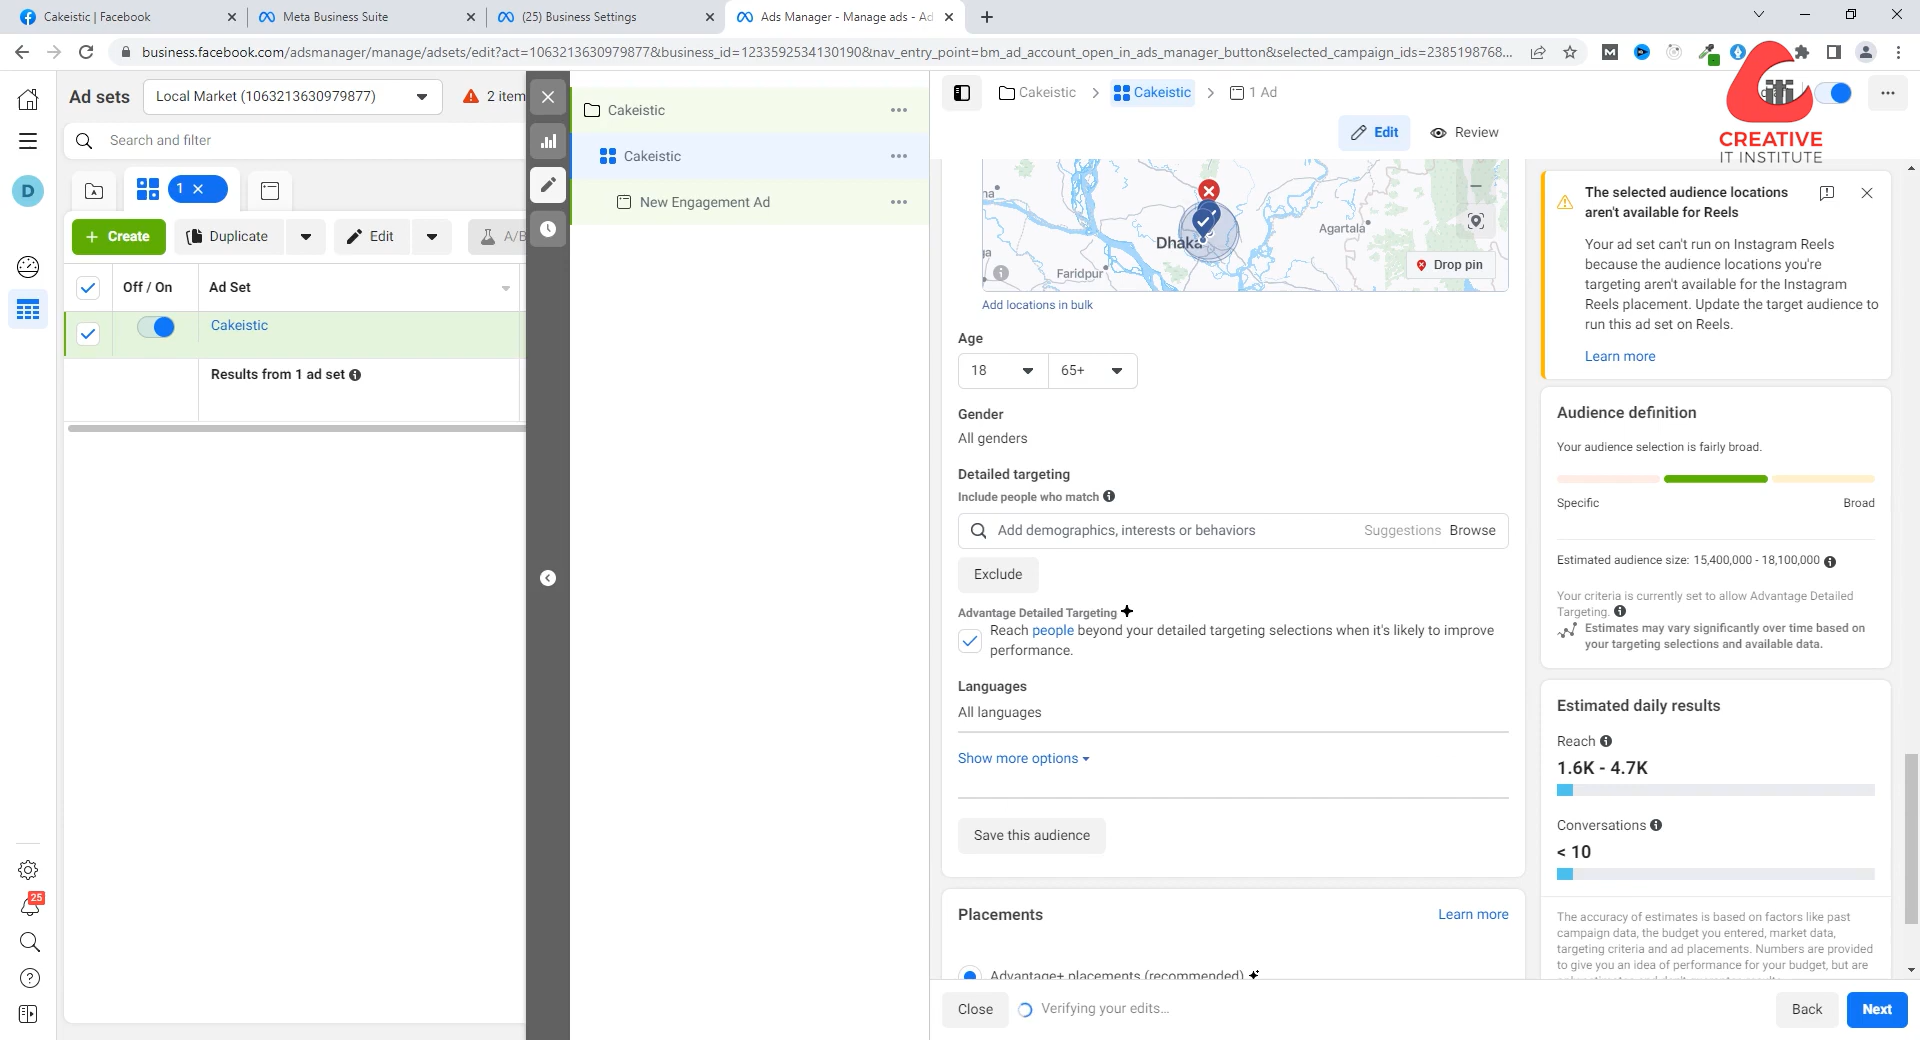 Cakeistic | Facebook
Meta Business Suite
(25) Business Settings
Ads Manager - Manage ads - Ad
business.facebook.com/adsmanager/manage/adsets/edit?act=1063213630979877&business_id=1233592534130190&nav_entry_point=bm_ad_account_open_in_ads_manager_button&selected_campaign_ids=2385198768...
CREATIVE
IT INSTITUTE
Ad sets
Local Market (1063213630979877)
2 item
Search and filter
D
1
Create
Duplicate
Edit
A/B
Off / On
Ad Set
Cakeistic
Results from 1 ad set
25
Cakeistic
Cakeistic
New Engagement Ad
Cakeistic
Cakeistic
1 Ad
Edit
Review
Dhaka
Agartala
Faridpur
Drop pin
Add locations in bulk
Age
18
65+
Gender
All genders
Detailed targeting
Include people who match
Add demographics, interests or behaviors
Suggestions
Browse
Exclude
Advantage Detailed Targeting
Reach people beyond your detailed targeting selections when it's likely to improve
performance.
Languages
All languages
Show more options
Save this audience
Placements
Learn more
Advantage+ placements (recommended)
Close
Verifying your edits...
Back
Next
The selected audience locations
aren't available for Reels
Your ad set can't run on Instagram Reels
because the audience locations you're
targeting aren't available for the Instagram
Reels placement. Update the target audience to
run this ad set on Reels.
Learn more
Audience definition
Your audience selection is fairly broad.
Specific
Broad
Estimated audience size: 15,400,000 - 18,100,000
Your criteria is currently set to allow Advantage Detailed
Targeting.
Estimates may vary significantly over time based on
your targeting selections and available data.
Estimated daily results
Reach
1.6K - 4.7K
Conversations
< 10
The accuracy of estimates is based on factors like past
campaign data, the budget you entered, market data,
targeting criteria and ad placements. Numbers are provided
to give you an idea of performance for your budget, but are